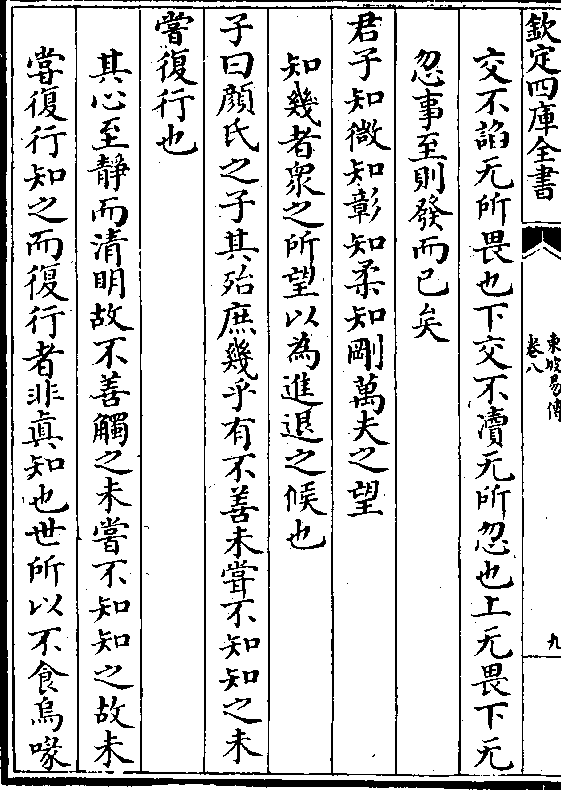 欽定四庫全書
東坡易傳
卷八
九
交不諂无所畏也下交不瀆无所忽也上无畏下无
忽事至則發而已矣
君子知微知彰知柔知剛萬夫之望
知幾者衆之所望以為進退之候也
子曰顔氏之子其殆庶幾乎有不善未嘗不知知之未
嘗復行也
其心至靜而清明故不善觸之未嘗不知知之故未
嘗復行知之而復行者非真知也世所以不食烏喙